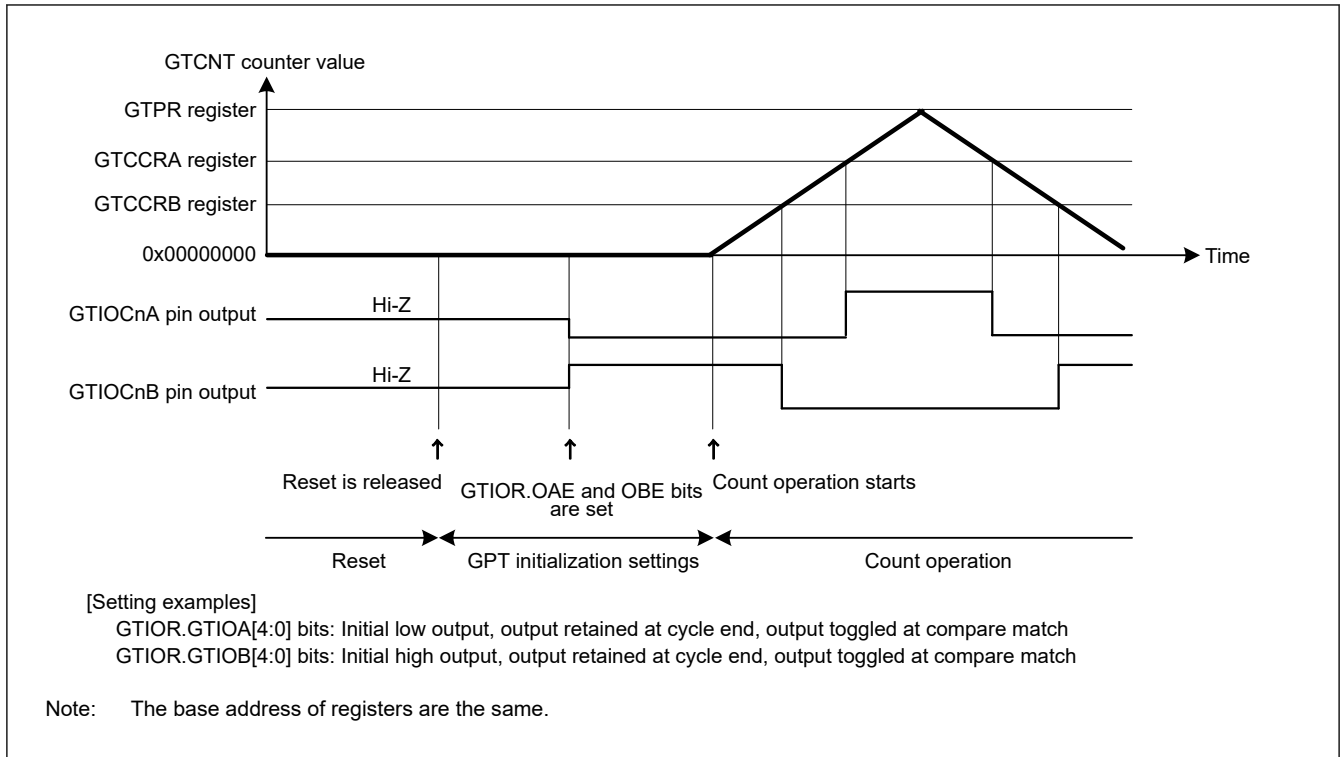 GTCNT counter value
GTPR register
GTCCRA register
GTCCRB register
0x00000000
Time
GTIOCnA pin output
Hi-Z
GTIOCnB pin output
Hi-Z
Reset is released
GTIOR.OAE and OBE bits
are set
Count operation starts
Reset
GPT initialization settings
Count operation
[Setting examples]
GTIOR.GTIOA[4:0] bits: Initial low output, output retained at cycle end, output toggled at compare match
GTIOR.GTIOB[4:0] bits: Initial high output, output retained at cycle end, output toggled at compare match
Note: The base address of registers are the same.